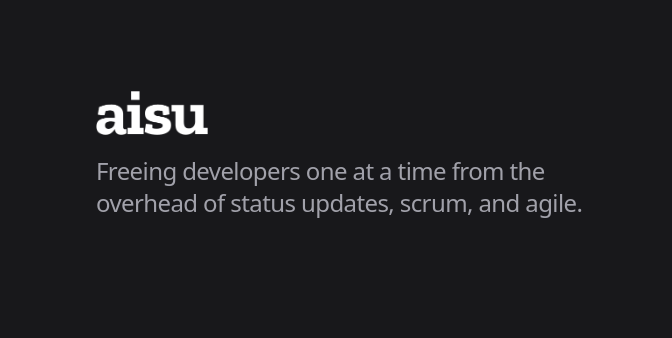 aisu
Freeing developers one at a time from the
overhead of status updates, scrum, and agile.